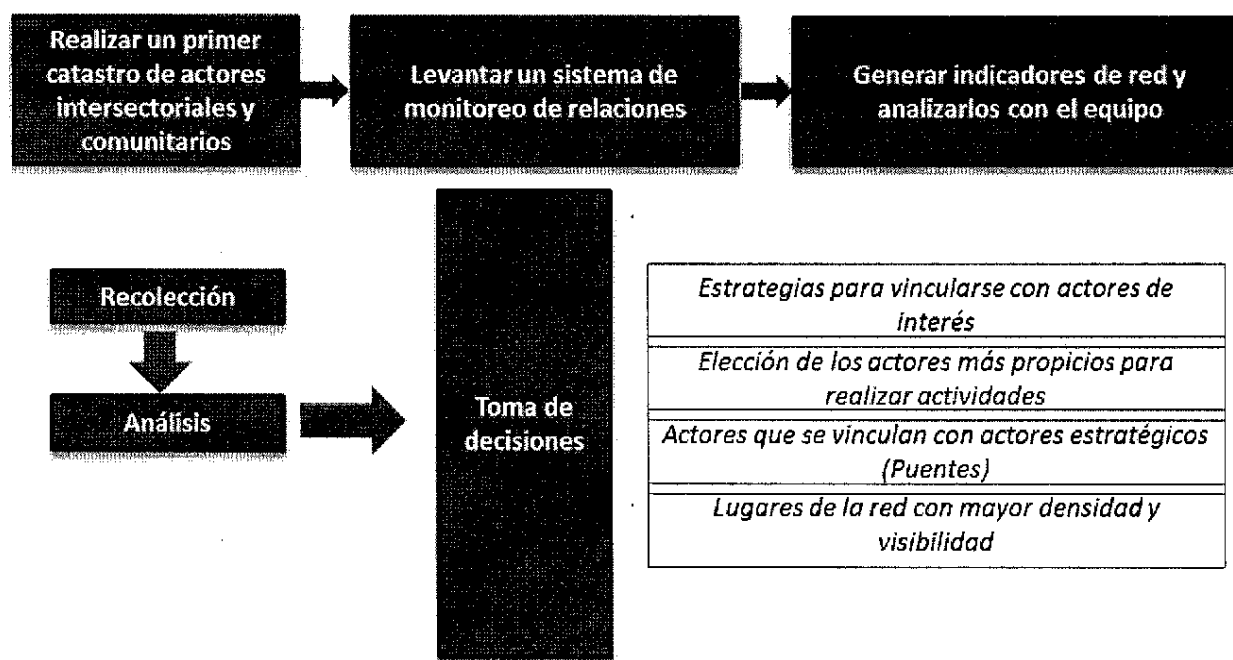 Realizar un primer
catastro de actores
intersectoriales y
comunitarios
Levantar un sistema de
monitoreo de relaciones
Generar indicadores de red y
analizarlos con el equipo
Recolección
Análisis
Toma de
decisiones
Estrategias para vincularse con actores de
interés
Elección de los actores más propicios para
realizar actividades
Actores que se vinculan con actores estratégicos
(Puentes)
Lugares de la red con mayor densidad y
visibilidad